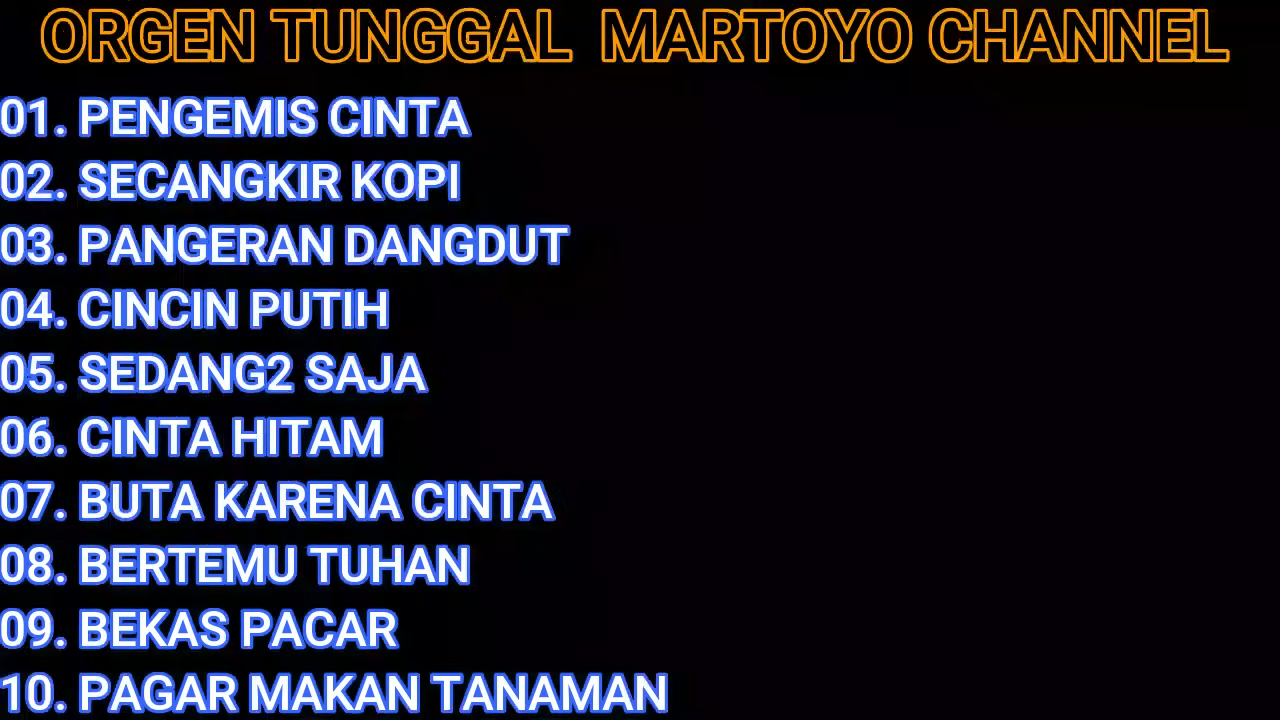 ORGEN TUNGGAL MARTOYO CHANNEL
01. PENGEMIS CINTA
02. SECANGKIR KOPI
03. PANGERAN DANGDUT
04. CINCIN PUTIH
05. SEDANG2 SAJA
06. CINTA HITAM
07. BUTA KARENA CINTA
08. BERTEMU TUHAN
09. BEKAS PACAR
10. PAGAR MAKAN TANAMAN